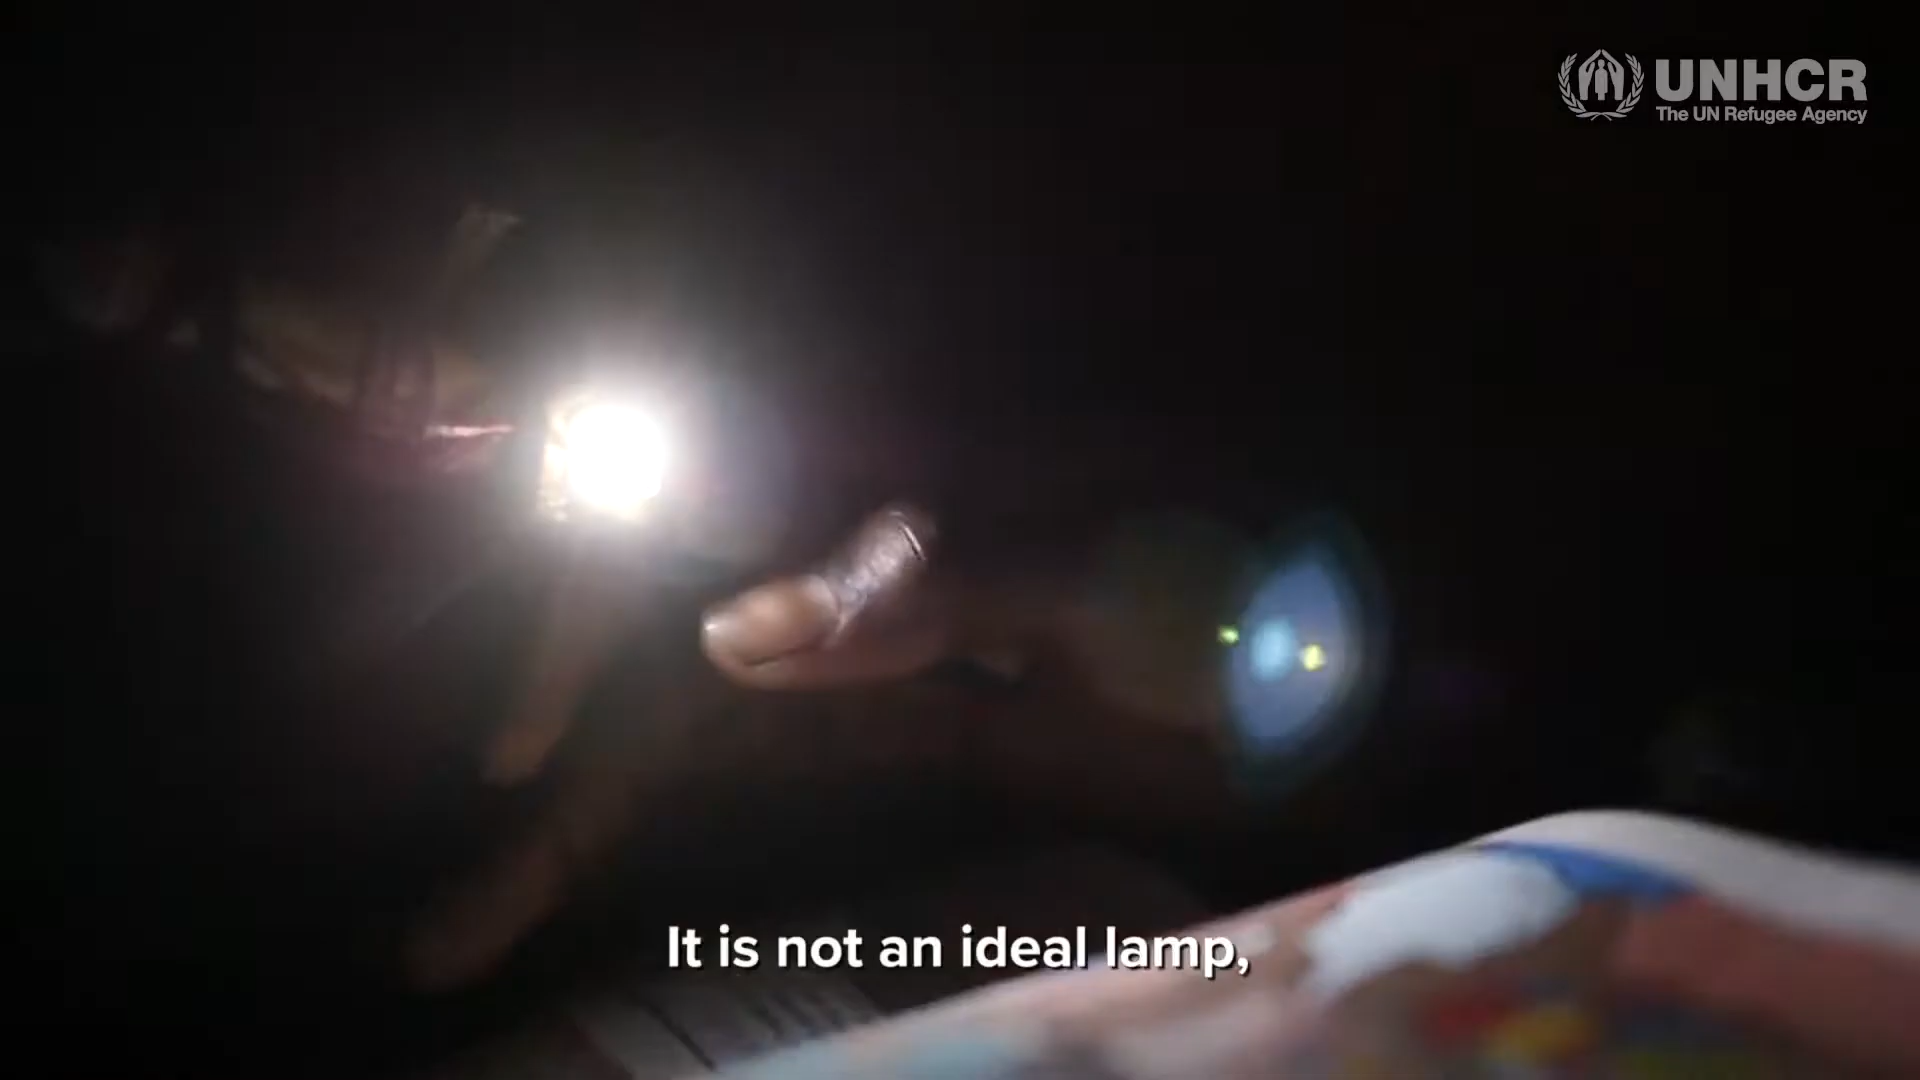 UNHCR
The UN Refugee Agency
It is not an ideal lamp,